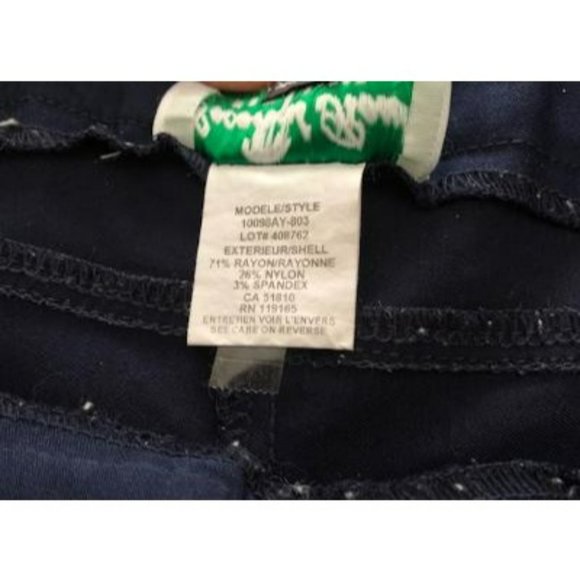 MODELE/STYLE
10098AY-803
LOT# 408762
EXTERIEUR/SHELL
71% RAYON/RAYONNE
26% NYLON
3% SPANDEX
CA 51810
RN 119165
ENTRETIEN VOIR L'ENVERS
SEE CARE ON REVERSE